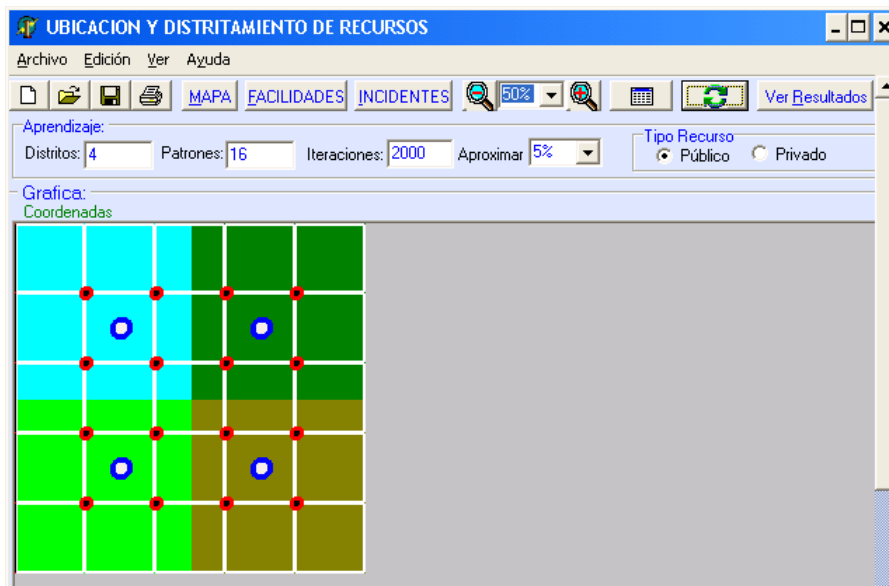 UBICACION Y DISTRITAMIENTO DE RECURSOS
Archivo Edición Ver Ayuda
MAPA FACILIDADES INCIDENTES 50% Ver Resultados
Aprendizaje:
Distritos: 4 Patrones: 16 Iteraciones: 2000 Aproximar 5% Tipo Recurso
Público Privado
Grafica:
Coordenadas